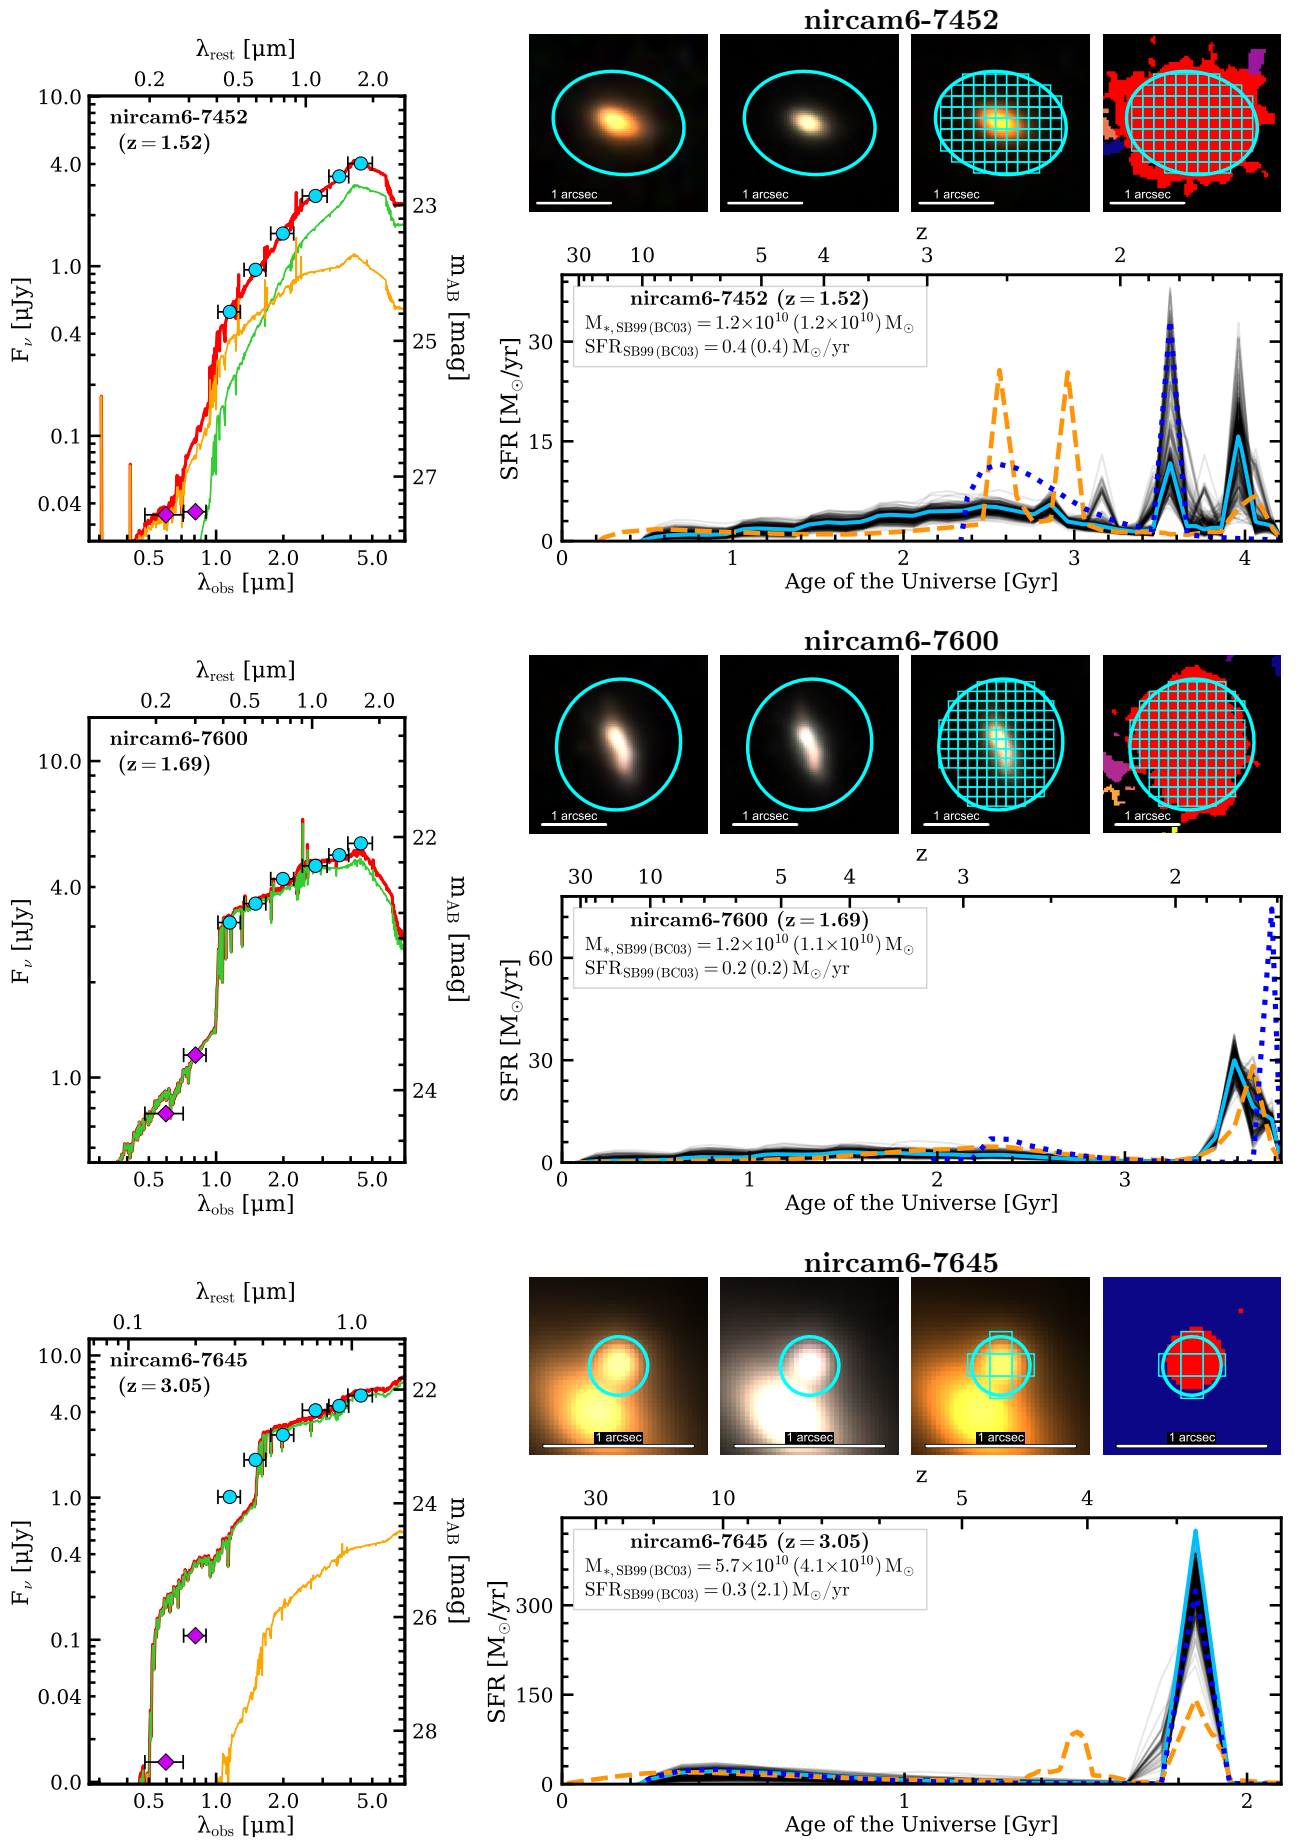 nircam6-7452
λrest [μm]
0.2 0.5 1.0 2.0
nircam6-7452
(z = 1.52)
10.0
4.0
1.0
0.4
0.1
0.04
Fν [μJy]
23
25
27
mAB [mag]
0.5 1.0 2.0 5.0
λobs [μm]
1 arcsec 1 arcsec 1 arcsec 1 arcsec
z
30 10 5 4 3 2
nircam6-7452 (z = 1.52)
M*, SB99 (BC03) = 1.2×10^10 (1.2×10^10) M☉
SFRSB99 (BC03) = 0.4 (0.4) M☉/yr
SFR [M☉/yr]
30
15
0
0 1 2 3 4
Age of the Universe [Gyr]
nircam6-7600
λrest [μm]
0.2 0.5 1.0 2.0
nircam6-7600
(z = 1.69)
10.0
4.0
1.0
Fν [μJy]
22
24
mAB [mag]
0.5 1.0 2.0 5.0
λobs [μm]
1 arcsec 1 arcsec 1 arcsec 1 arcsec
z
30 10 5 4 3 2
nircam6-7600 (z = 1.69)
M*, SB99 (BC03) = 1.2×10^10 (1.1×10^10) M☉
SFRSB99 (BC03) = 0.2 (0.2) M☉/yr
SFR [M☉/yr]
60
30
0
0 1 2 3
Age of the Universe [Gyr]
nircam6-7645
λrest [μm]
0.1 1.0
nircam6-7645
(z = 3.05)
10.0
4.0
1.0
0.4
0.1
0.04
0.0
Fν [μJy]
22
24
26
28
mAB [mag]
0.5 1.0 2.0 5.0
λobs [μm]
1 arcsec 1 arcsec 1 arcsec 1 arcsec
z
30 10 5 4
nircam6-7645 (z = 3.05)
M*, SB99 (BC03) = 5.7×10^10 (4.1×10^10) M☉
SFRSB99 (BC03) = 0.3 (2.1) M☉/yr
SFR [M☉/yr]
300
150
0
0 1 2
Age of the Universe [Gyr]